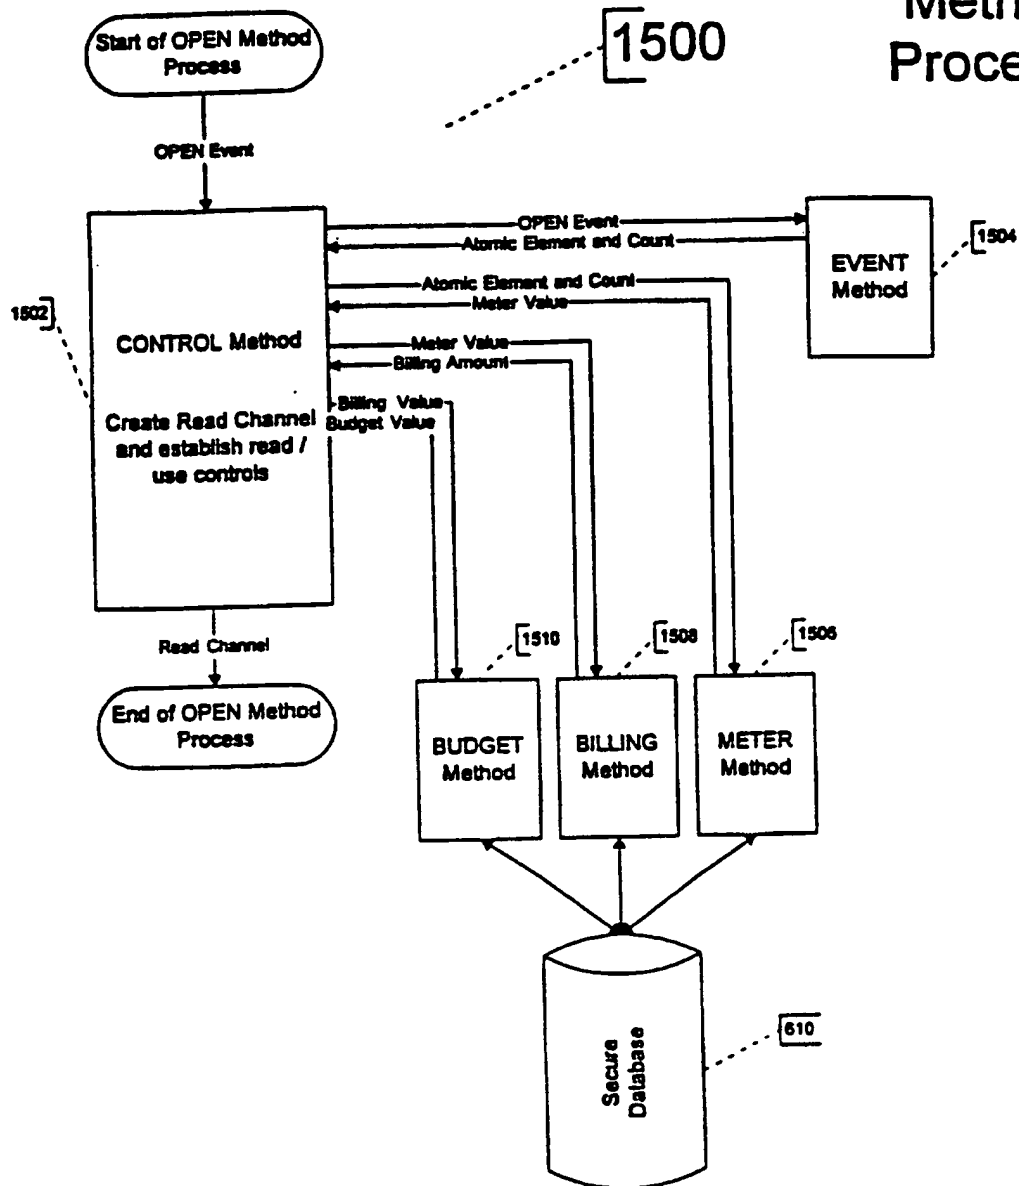 Start of OPEN Method
Process
1500
Proce
OPEN Event
OPEN Event
Atomic Element and Count
EVENT
Method
1504
Atomic Element and Count
Meter Value
1502
CONTROL Method
Meter Value
Billing Amount
Billing Value
Budget Value
Create Read Channel
and establish read /
use controls
Read Channel
1510
1508
1506
End of OPEN Method
Process
BUDGET
Method
BILLING
Method
METER
Method
Secure
Database
610